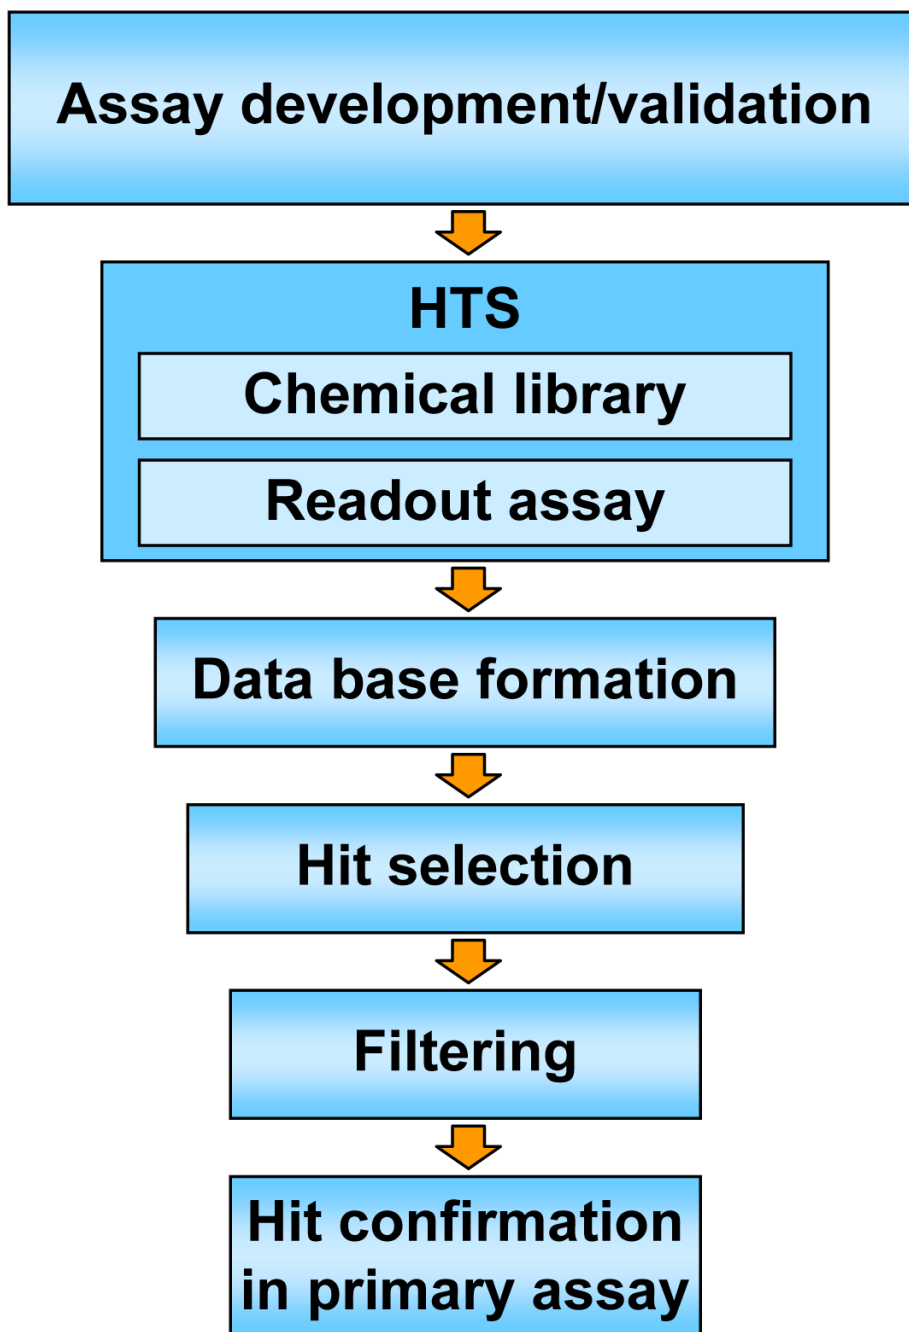 Assay development/validation
HTS
Chemical library
Readout assay
Data base formation
Hit selection
Filtering
Hit confirmation
in primary assay